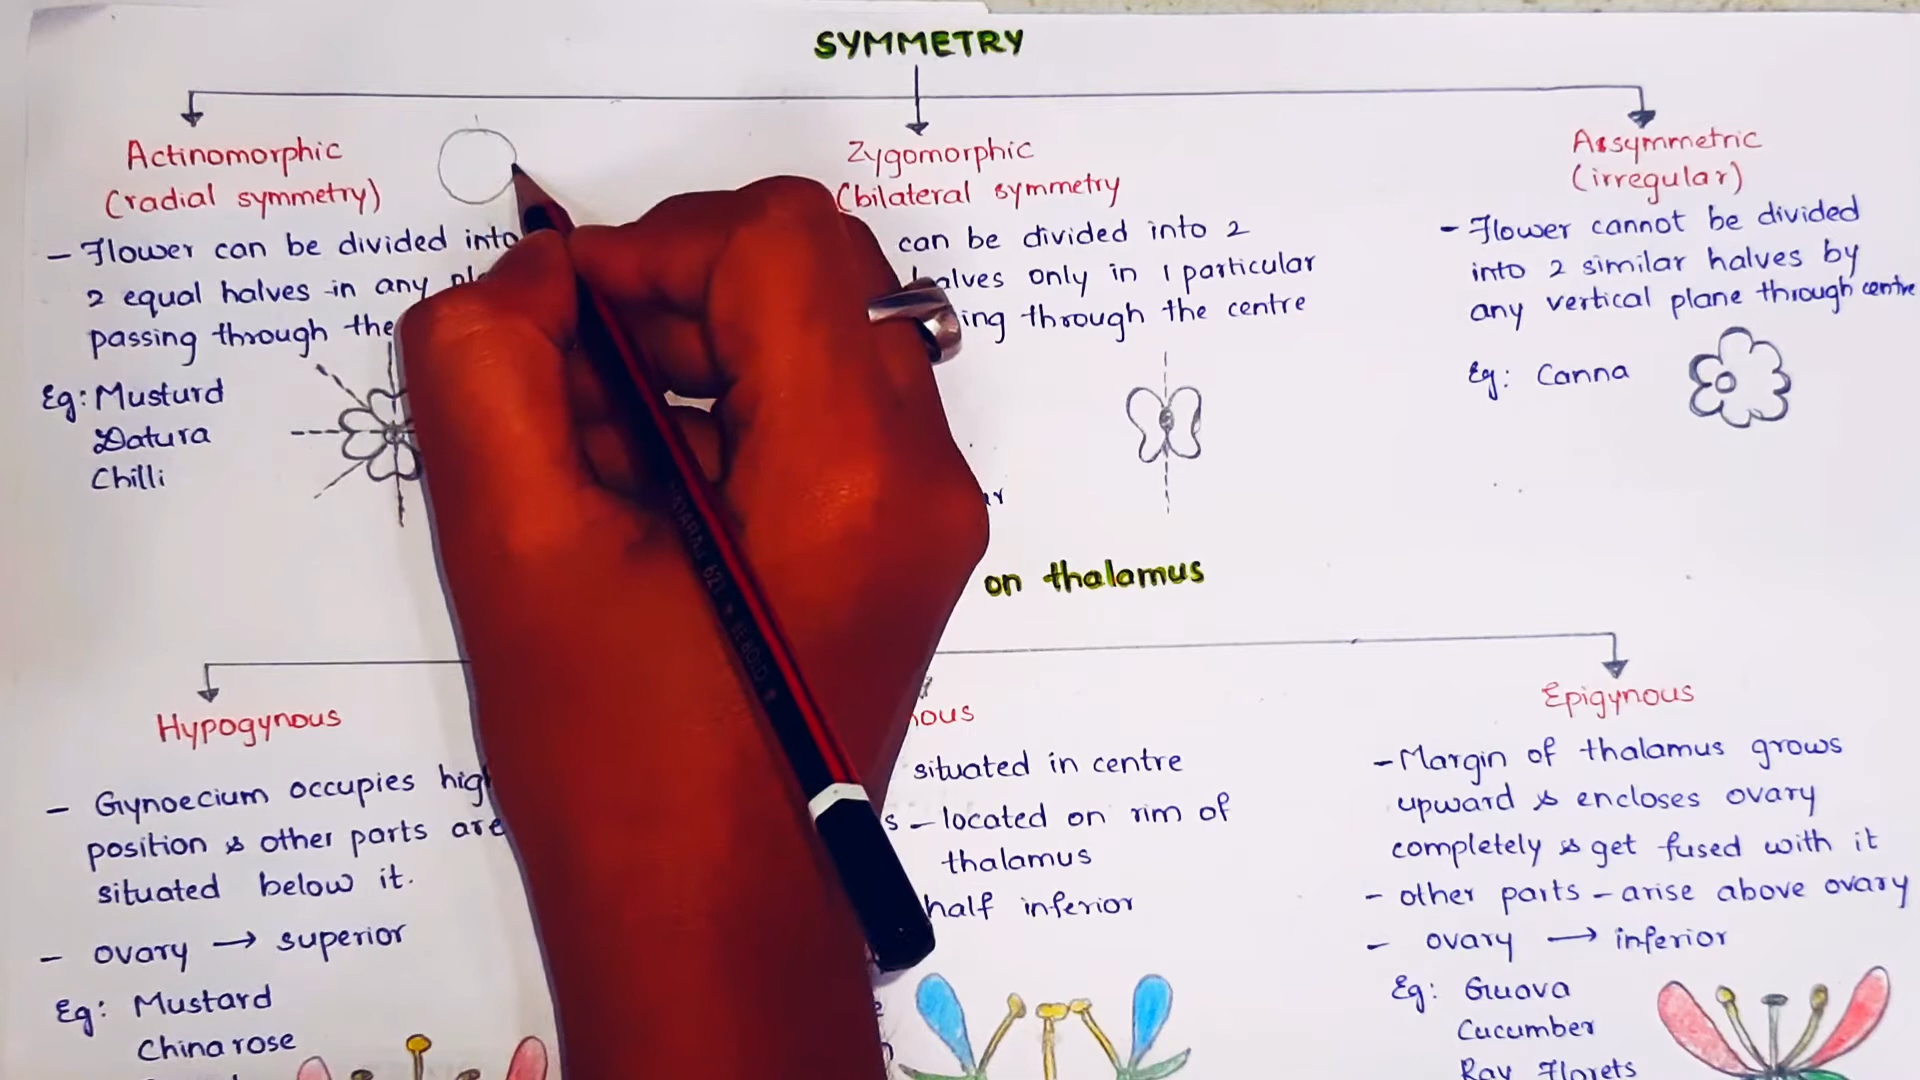 SYMMETRY
Actinomorphic
(radial symmetry)
- Flower can be divided into
2 equal halves in any
passing through the
Eg: Musturd
Datura
Chilli
Zygomorphic
(bilateral symmetry
can be divided into 2
halves only in 1 particular
through the centre
Assymmetric
(irregular)
- Flower cannot be divided
into 2 similar halves by
any vertical plane through centre
Eg: Canna
on thalamus
Hypogynous
- Gynoecium occupies
position & other parts are
situated below it.
- ovary → superior
Eg: Mustard
China rose
situated in centre
- located on rim of
thalamus
half inferior
Epigynous
- Margin of thalamus grows
upward & encloses ovary
completely & get fused with it
- other parts - arise above ovary
- ovary → inferior
Eg: Guava
Cucumber
Ray Florets